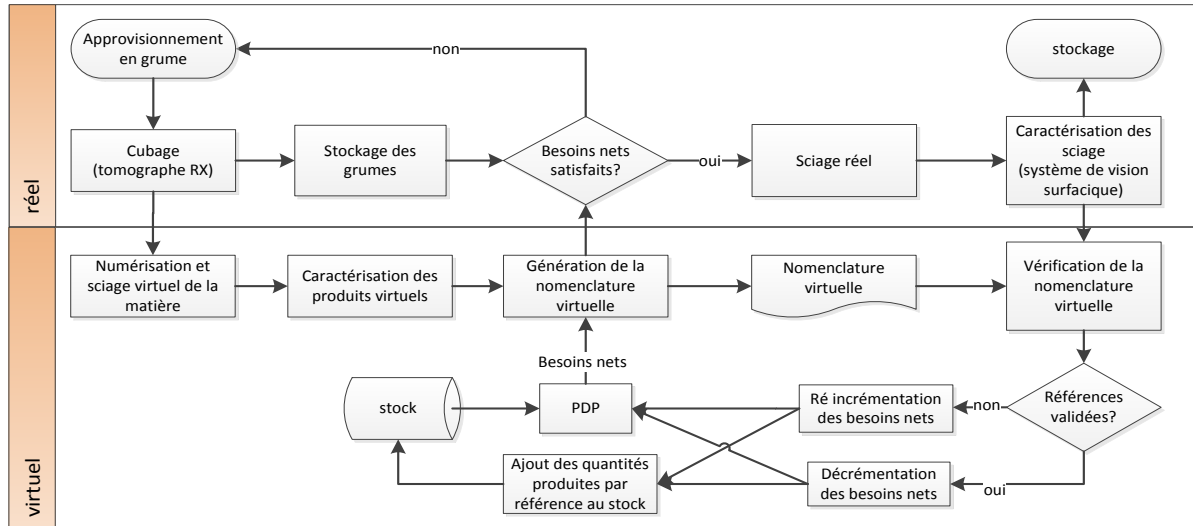 réel
Approvisionnement
en grume
non
stockage
Cubage
(tomographe RX)
Stockage des
grumes
Besoins nets
satisfaits?
oui
Sciage réel
Caractérisation des
sciage
(système de vision
surfacique)
virtuel
Numérisation et
sciage virtuel de la
matière
Caractérisation des
produits virtuels
Génération de la
nomenclature
virtuelle
Nomenclature
virtuelle
Vérification de la
nomenclature
virtuelle
Besoins nets
stock
PDP
Ré incrémentation
des besoins nets
non
Références
validées?
Ajout des quantités
produites par
référence au stock
Décrémentation
des besoins nets
oui